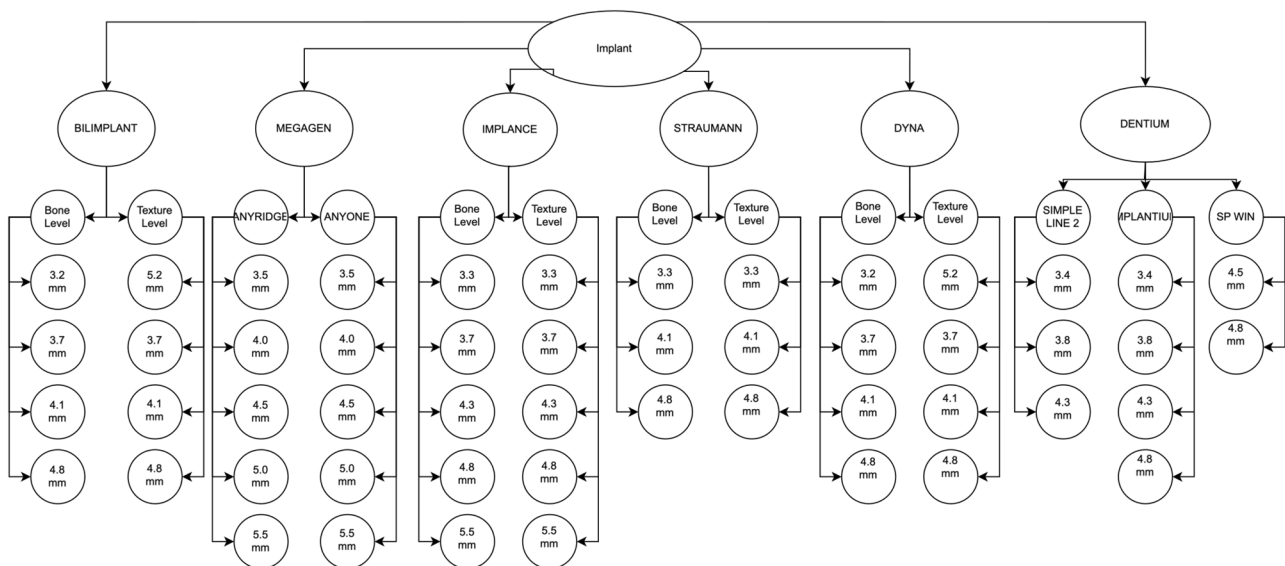 Implant
BILIMPLANT
MEGAGEN
IMPLANCE
STRAUMANN
DYNA
DENTIUM
Bone
Level
Texture
Level
ANYRIDGE
ANYONE
Bone
Level
Texture
Level
Bone
Level
Texture
Level
Bone
Level
Texture
Level
SIMPLE
LINE 2
MPLANTIU
SP WIN
3.2
mm
5.2
mm
3.5
mm
3.5
mm
3.3
mm
3.3
mm
3.3
mm
3.3
mm
3.2
mm
5.2
mm
3.4
mm
3.4
mm
4.5
mm
3.7
mm
3.7
mm
4.0
mm
4.0
mm
3.7
mm
3.7
mm
4.1
mm
4.1
mm
3.7
mm
3.7
mm
3.8
mm
3.8
mm
4.8
mm
4.1
mm
4.1
mm
4.5
mm
4.5
mm
4.3
mm
4.3
mm
4.8
mm
4.8
mm
4.1
mm
4.1
mm
4.3
mm
4.3
mm
4.8
mm
4.8
mm
5.0
mm
5.0
mm
4.8
mm
4.8
mm
4.8
mm
4.8
mm
4.8
mm
5.5
mm
5.5
mm
5.5
mm
5.5
mm